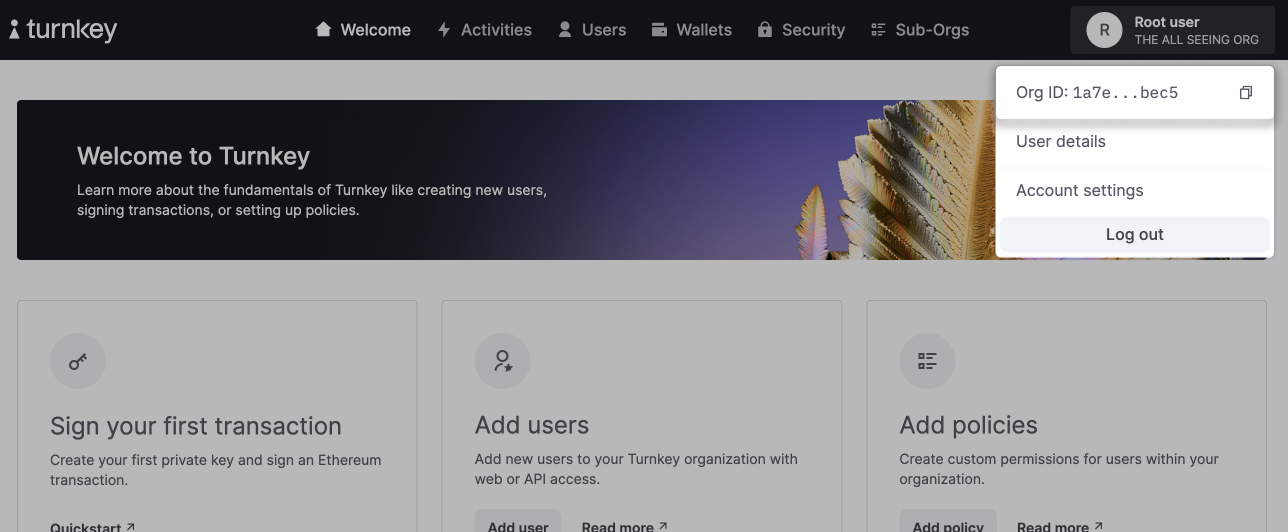 turnkey
Welcome
Activities
Users
Wallets
Security
Sub-Orgs
R
Root user
THE ALL SEEING ORG
Org ID: 1a7e...bec5
User details
Account settings
Log out
Welcome to Turnkey
Learn more about the fundamentals of Turnkey like creating new users,
signing transactions, or setting up policies.
Sign your first transaction
Create your first private key and sign an Ethereum
transaction.
Quickstart
Add users
Add new users to your Turnkey organization with
web or API access.
Add user Read more
Add policies
Create custom permissions for users within your
organization.
Add policy Read more